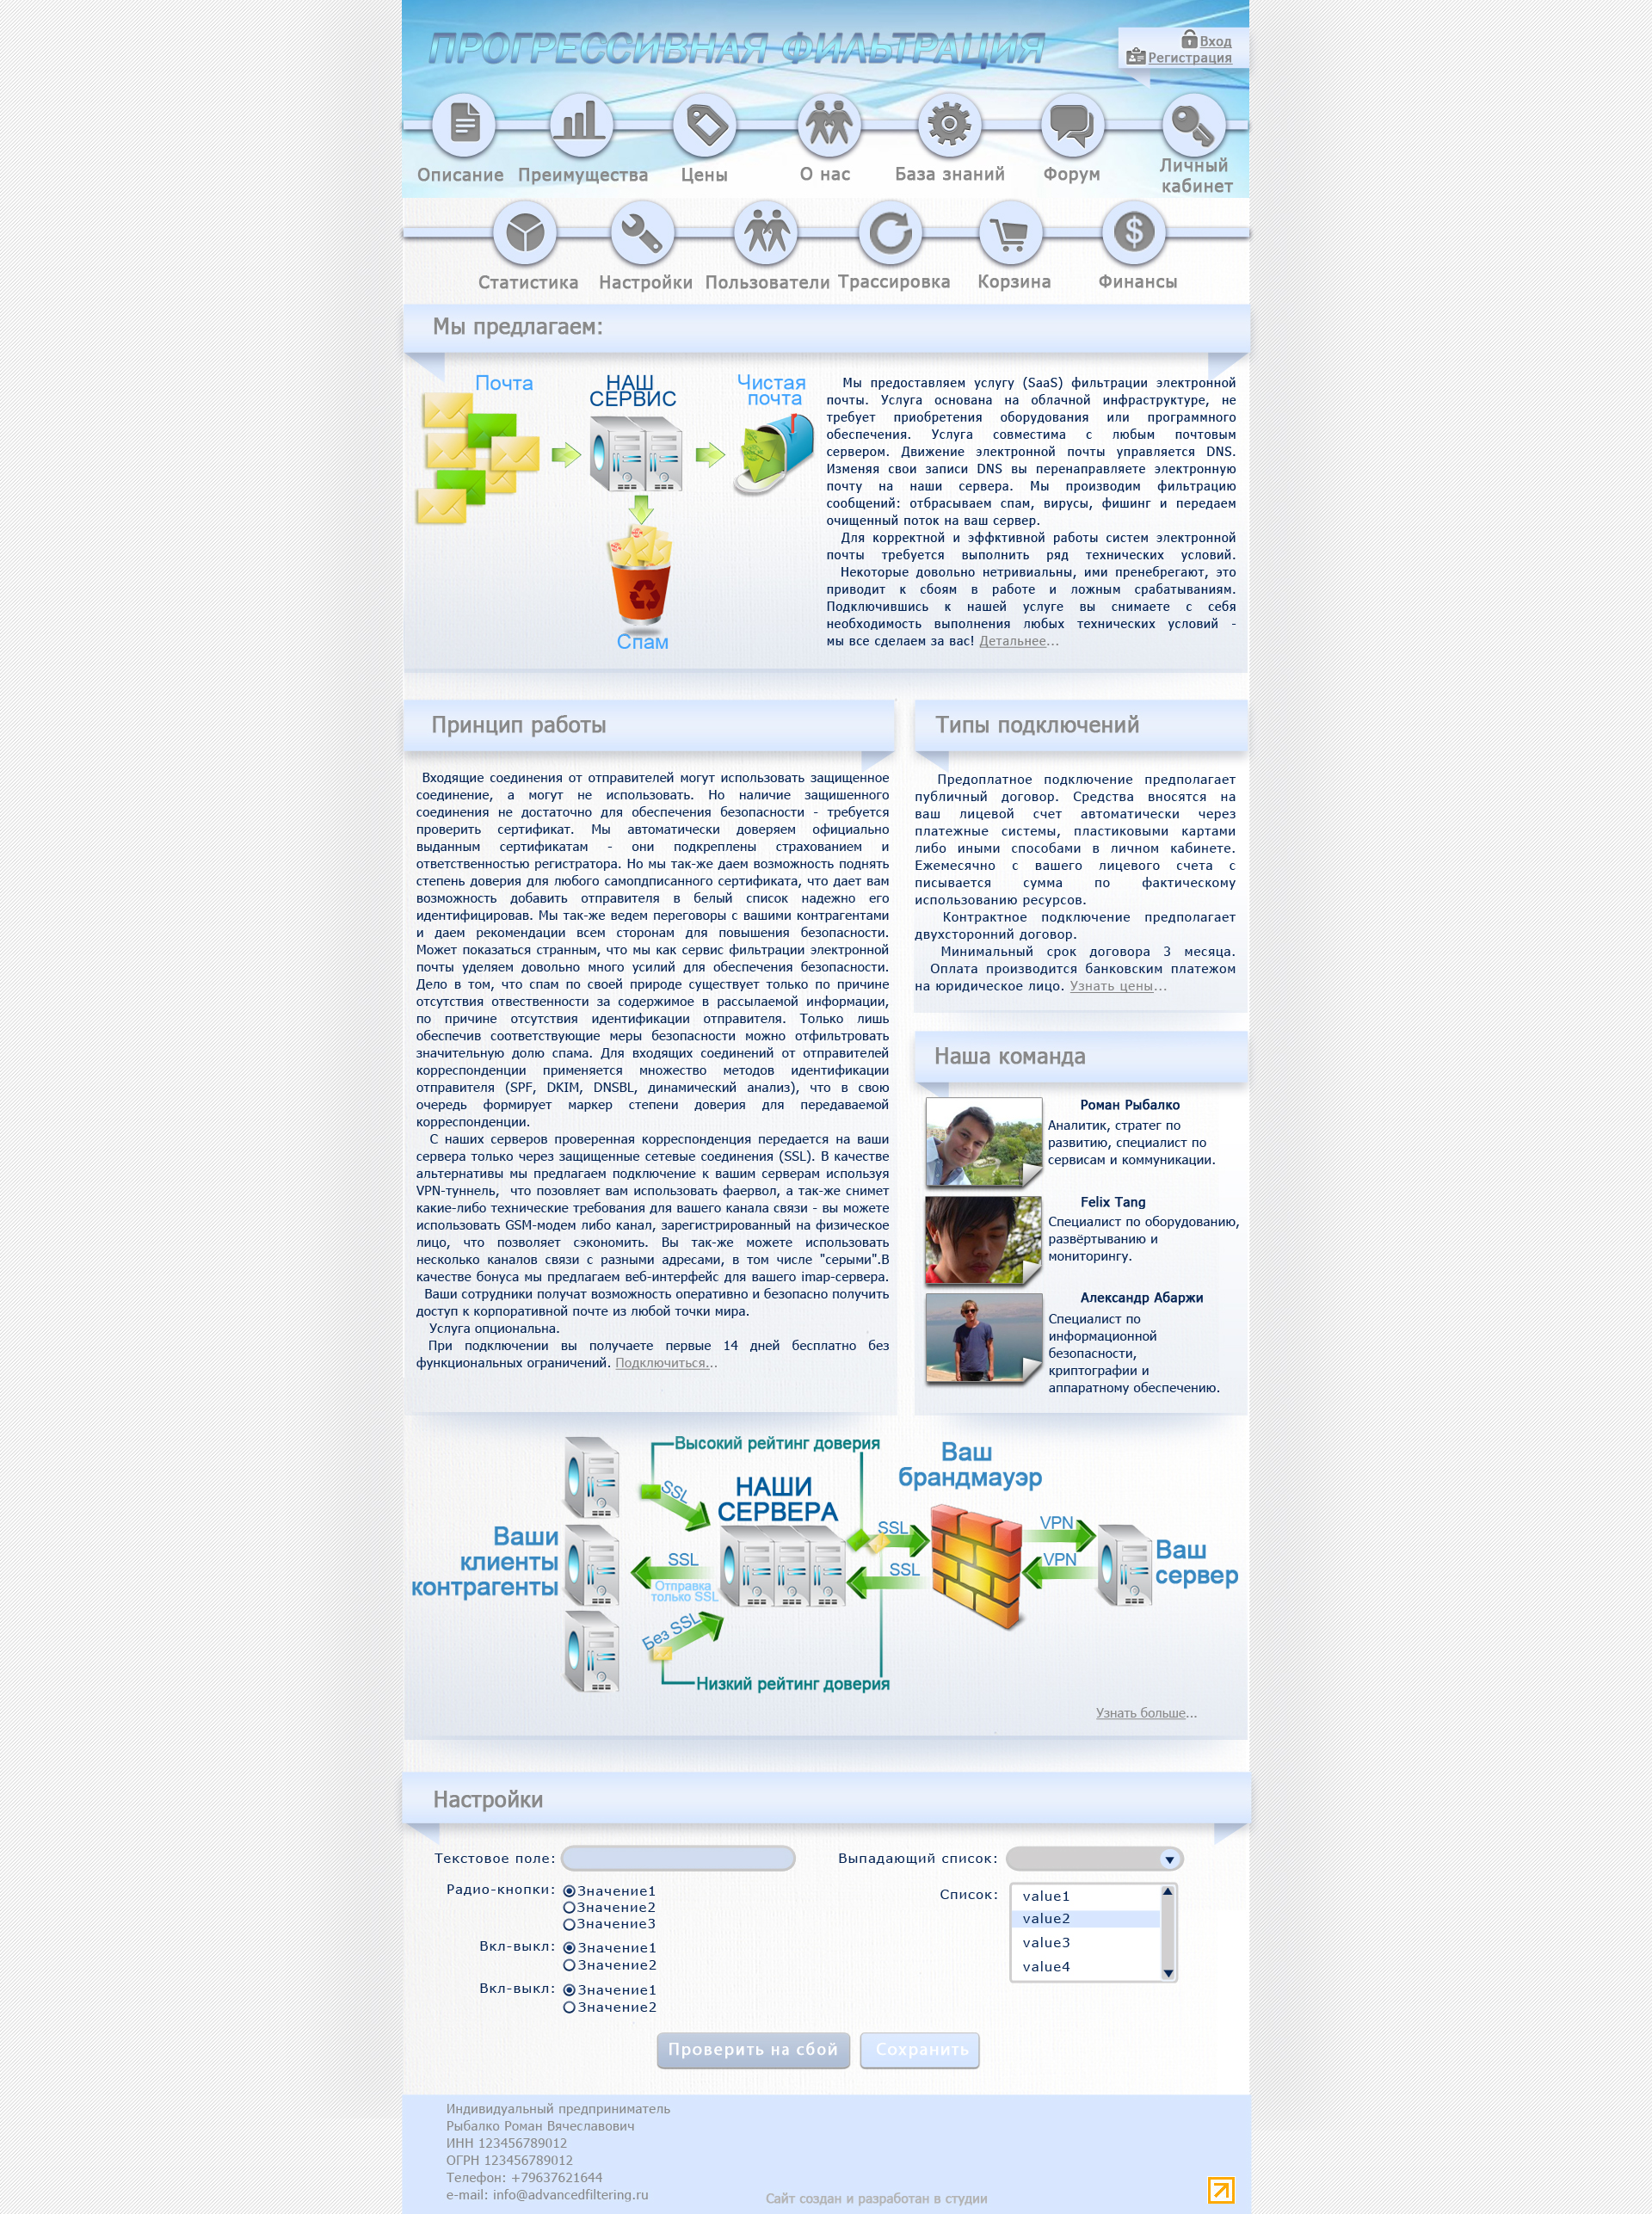 ПРОГРЕССИВНАЯ ФИЛЬТРАЦИЯ
Вход
Регистрация
Описание
Преимущества
Цены
О нас
База знаний
Форум
Личный
кабинет
Статистика
Настройки
Пользователи
Трассировка
Корзина
Финансы
Мы предлагаем:
Почта
НАШ
СЕРВИС
Чистая
почта
Спам
Мы предоставляем услугу (SaaS) фильтрации электронной
почты. Услуга основана на облачной инфраструктуре, не
требует приобретения оборудования или программного
обеспечения. Услуга совместима с любым почтовым
сервером. Движение электронной почты управляется DNS.
Изменяя свои записи DNS вы перенаправляете электронную
почту на наши сервера. Мы производим фильтрацию
сообщений: отбрасываем спам, вирусы, фишинг и передаем
очищенный поток на ваш сервер.
Для корректной и эффктивной работы систем электронной
почты требуется выполнить ряд технических условий.
Некоторые довольно нетривиальны, ими пренебрегают, это
приводит к сбоям в работе и ложным срабатываниям.
Подключившись к нашей услуге вы снимаете с себя
необходимость выполнения любых технических условий -
мы все сделаем за вас! Детальнее...
Принцип работы
Входящие соединения от отправителей могут использовать защищенное
соединение, а могут не использовать. Но наличие защишенного
соединения не достаточно для обеспечения безопасности - требуется
проверить сертификат. Мы автоматически доверяем официально
выданным сертификатам - они подкреплены страхованием и
ответственностью регистратора. Но мы так-же даем возможность поднять
степень доверия для любого самопдписанного сертификата, что дает вам
возможность добавить отправителя в белый список надежно его
идентифицировав. Мы так-же ведем переговоры с вашими контрагентами
и даем рекомендации всем сторонам для повышения безопасности.
Может показаться странным, что мы как сервис фильтрации электронной
почты уделяем довольно много усилий для обеспечения безопасности.
Дело в том, что спам по своей природе существует только по причине
отсутствия отвественности за содержимое в рассылаемой информации,
по причине отсутствия идентификации отправителя. Только лишь
обеспечив соответствующие меры безопасности можно отфильтровать
значительную долю спама. Для входящих соединений от отправителей
корреспонденции применяется множество методов идентификации
отправителя (SPF, DKIM, DNSBL, динамический анализ), что в свою
очередь формирует маркер степени доверия для передаваемой
корреспонденции.
С наших серверов проверенная корреспонденция передается на ваши
сервера только через защищенные сетевые соединения (SSL). В качестве
альтернативы мы предлагаем подключение к вашим серверам используя
VPN-туннель, что позовляет вам использовать фаервол, а так-же снимет
какие-либо технические требования для вашего канала связи - вы можете
использовать GSM-модем либо канал, зарегистрированный на физическое
лицо, что позволяет сэкономить. Вы так-же можете использовать
несколько каналов связи с разными адресами, в том числе "серыми".В
качестве бонуса мы предлагаем веб-интерфейс для вашего imap-сервера.
Ваши сотрудники получат возможность оперативно и безопасно получить
доступ к корпоративной почте из любой точки мира.
Услуга опциональна.
При подключении вы получаете первые 14 дней бесплатно без
функциональных ограничений. Подключиться...
Типы подключений
Предоплатное подключение предполагает
публичный договор. Средства вносятся на
ваш лицевой счет автоматически через
платежные системы, пластиковыми картами
либо иными способами в личном кабинете.
Ежемесячно с вашего лицевого счета с
писывается сумма по фактическому
использованию ресурсов.
Контрактное подключение предполагает
двухсторонний договор.
Минимальный срок договора 3 месяца.
Оплата производится банковским платежом
на юридическое лицо. Узнать цены...
Наша команда
Роман Рыбалко
Аналитик, стратег по
развитию, специалист по
сервисам и коммуникации.
Felix Tang
Специалист по оборудованию,
развёртыванию и
мониторингу.
Александр Абаржи
Специалист по
информационной
безопасности,
криптографии и
аппаратному обеспечению.
Высокий рейтинг доверия
SSL
НАШИ
СЕРВЕРА
Ваш
брандмауэр
Ваши
клиенты
контрагенты
SSL
Отправка
только SSL
SSL
SSL
VPN
VPN
Ваш
сервер
Без SSL
Низкий рейтинг доверия
Узнать больше...
Настройки
Текстовое поле:
Выпадающий список:
Радио-кнопки:
Значение1
Значение2
Значение3
Список:
value1
value2
value3
value4
Вкл-выкл:
Значение1
Значение2
Вкл-выкл:
Значение1
Значение2
Проверить на сбой
Сохранить
Индивидуальный предприниматель
Рыбалко Роман Вячеславович
ИНН 123456789012
ОГРН 123456789012
Телефон: +79637621644
e-mail: info@advancedfiltering.ru
Сайт создан и разработан в студии